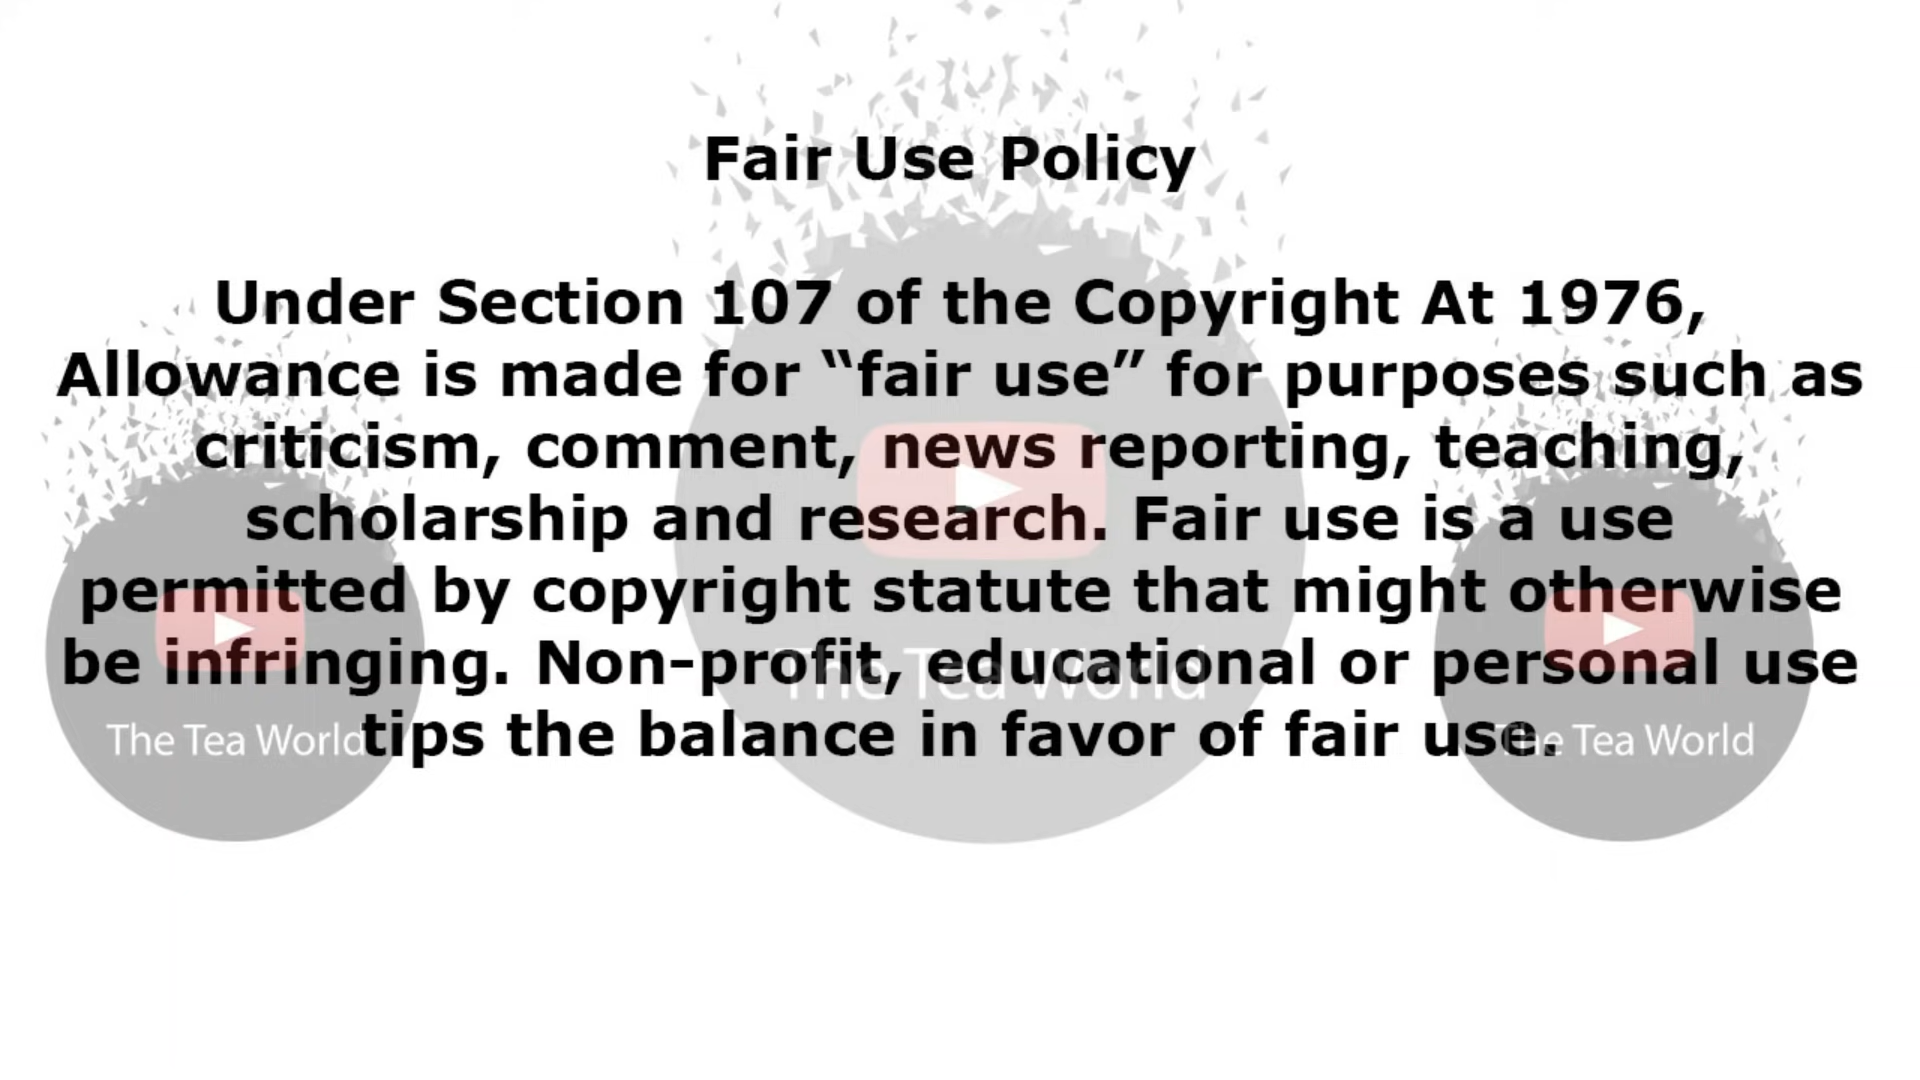 Fair Use Policy
Under Section 107 of the Copyright At 1976,
Allowance is made for “fair use” for purposes such as
criticism, comment, news reporting, teaching,
scholarship and research. Fair use is a use
permitted by copyright statute that might otherwise
be infringing. Non-profit, educational or personal use
tips the balance in favor of fair use.
The Tea World
The Tea World
The Tea World